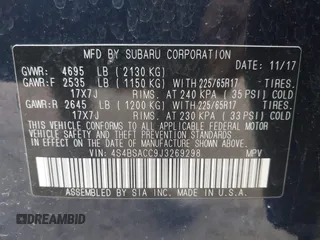 MFD BY SUBARU CORPORATION
DATE: 11/17
GVWR: 4695 LB (2130 KG)
GAWR:F 2535 LB (1150 KG) WITH 225/65R17 TIRES.
17X7J RIMS. AT 240 KPA (35 PSI) COLD
GAWR:R 2645 LB (1200 KG) WITH 225/65R17 TIRES.
17X7J RIMS. AT 230 KPA (33 PSI) COLD
THIS VEHICLE CONFORMS TO ALL APPLICABLE FEDERAL MOTOR
VEHICLE SAFETY AND THEFT PREVENTION STANDARDS
IN EFFECT ON THE DATE OF MANUFACTURE SHOWN ABOVE.
VIN: 4S4BSACC9J3269298 MPV
ASSEMBLED BY S.I.A., INC. MADE IN U.S.A.